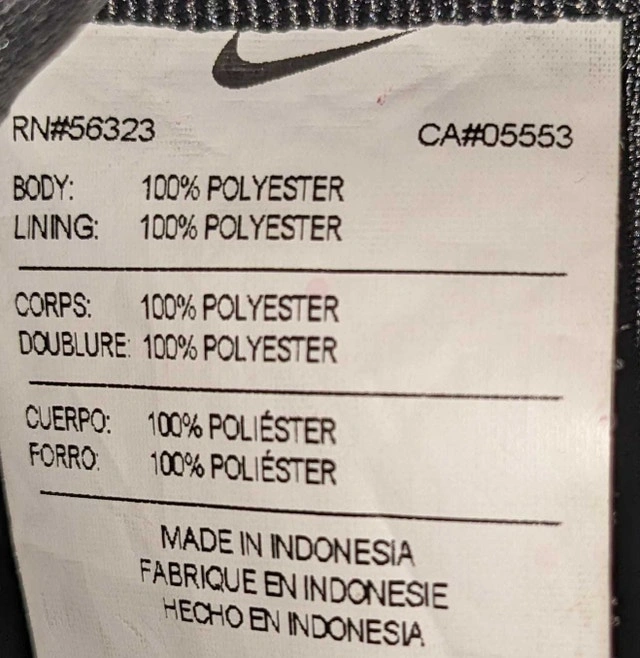 RN#56323 CA#05553
BODY: 100% POLYESTER
LINING: 100% POLYESTER
CORPS: 100% POLYESTER
DOUBLURE: 100% POLYESTER
CUERPO: 100% POLIÉSTER
FORRO: 100% POLIÉSTER
MADE IN INDONESIA
FABRIQUE EN INDONESIE
HECHO EN INDONESIA